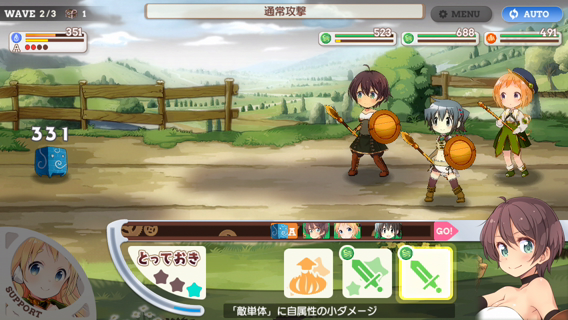 WAVE 2/3 1
通常攻撃
MENU
AUTO
351
A
523
688
491
331
A
GO!
とっておき
SUPPORT
「敵単体」に自属性の小ダメージ